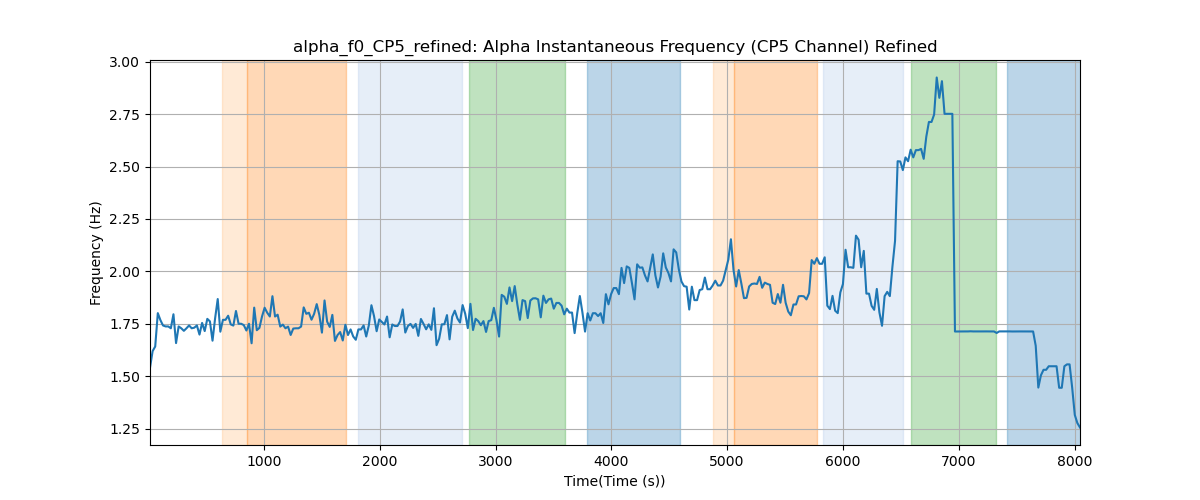 alpha_f0_CP5_refined: Alpha Instantaneous Frequency (CP5 Channel) Refined
3.00
2.75
2.50
2.25
2.00
1.75
1.50
1.25
Frequency (Hz)
1000 2000 3000 4000 5000 6000 7000 8000
Time(Time (s))